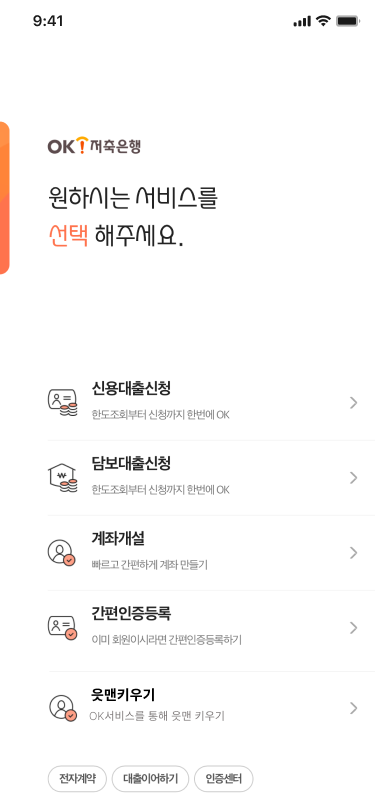 9:41
OK! 저축은행
원하시는 서비스를
선택 해주세요.
신용대출신청
한도조회부터 신청까지 한번에 OK
담보대출신청
한도조회부터 신청까지 한번에 OK
계좌개설
빠르고 간편하게 계좌 만들기
간편인증등록
이미 회원이시라면 간편인증등록하기
읏맨키우기
OK서비스를 통해 읏맨 키우기
전자계약 대출이어하기 인증센터